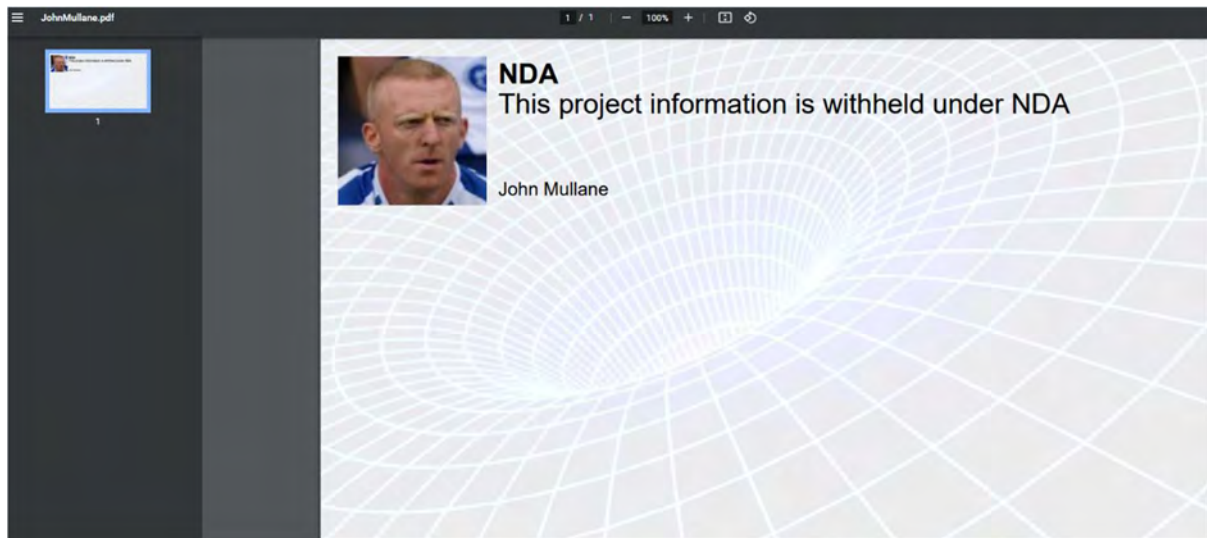 JohnMullane.pdf
1 / 1
100%
1
NDA
This project information is withheld under NDA
John Mullane